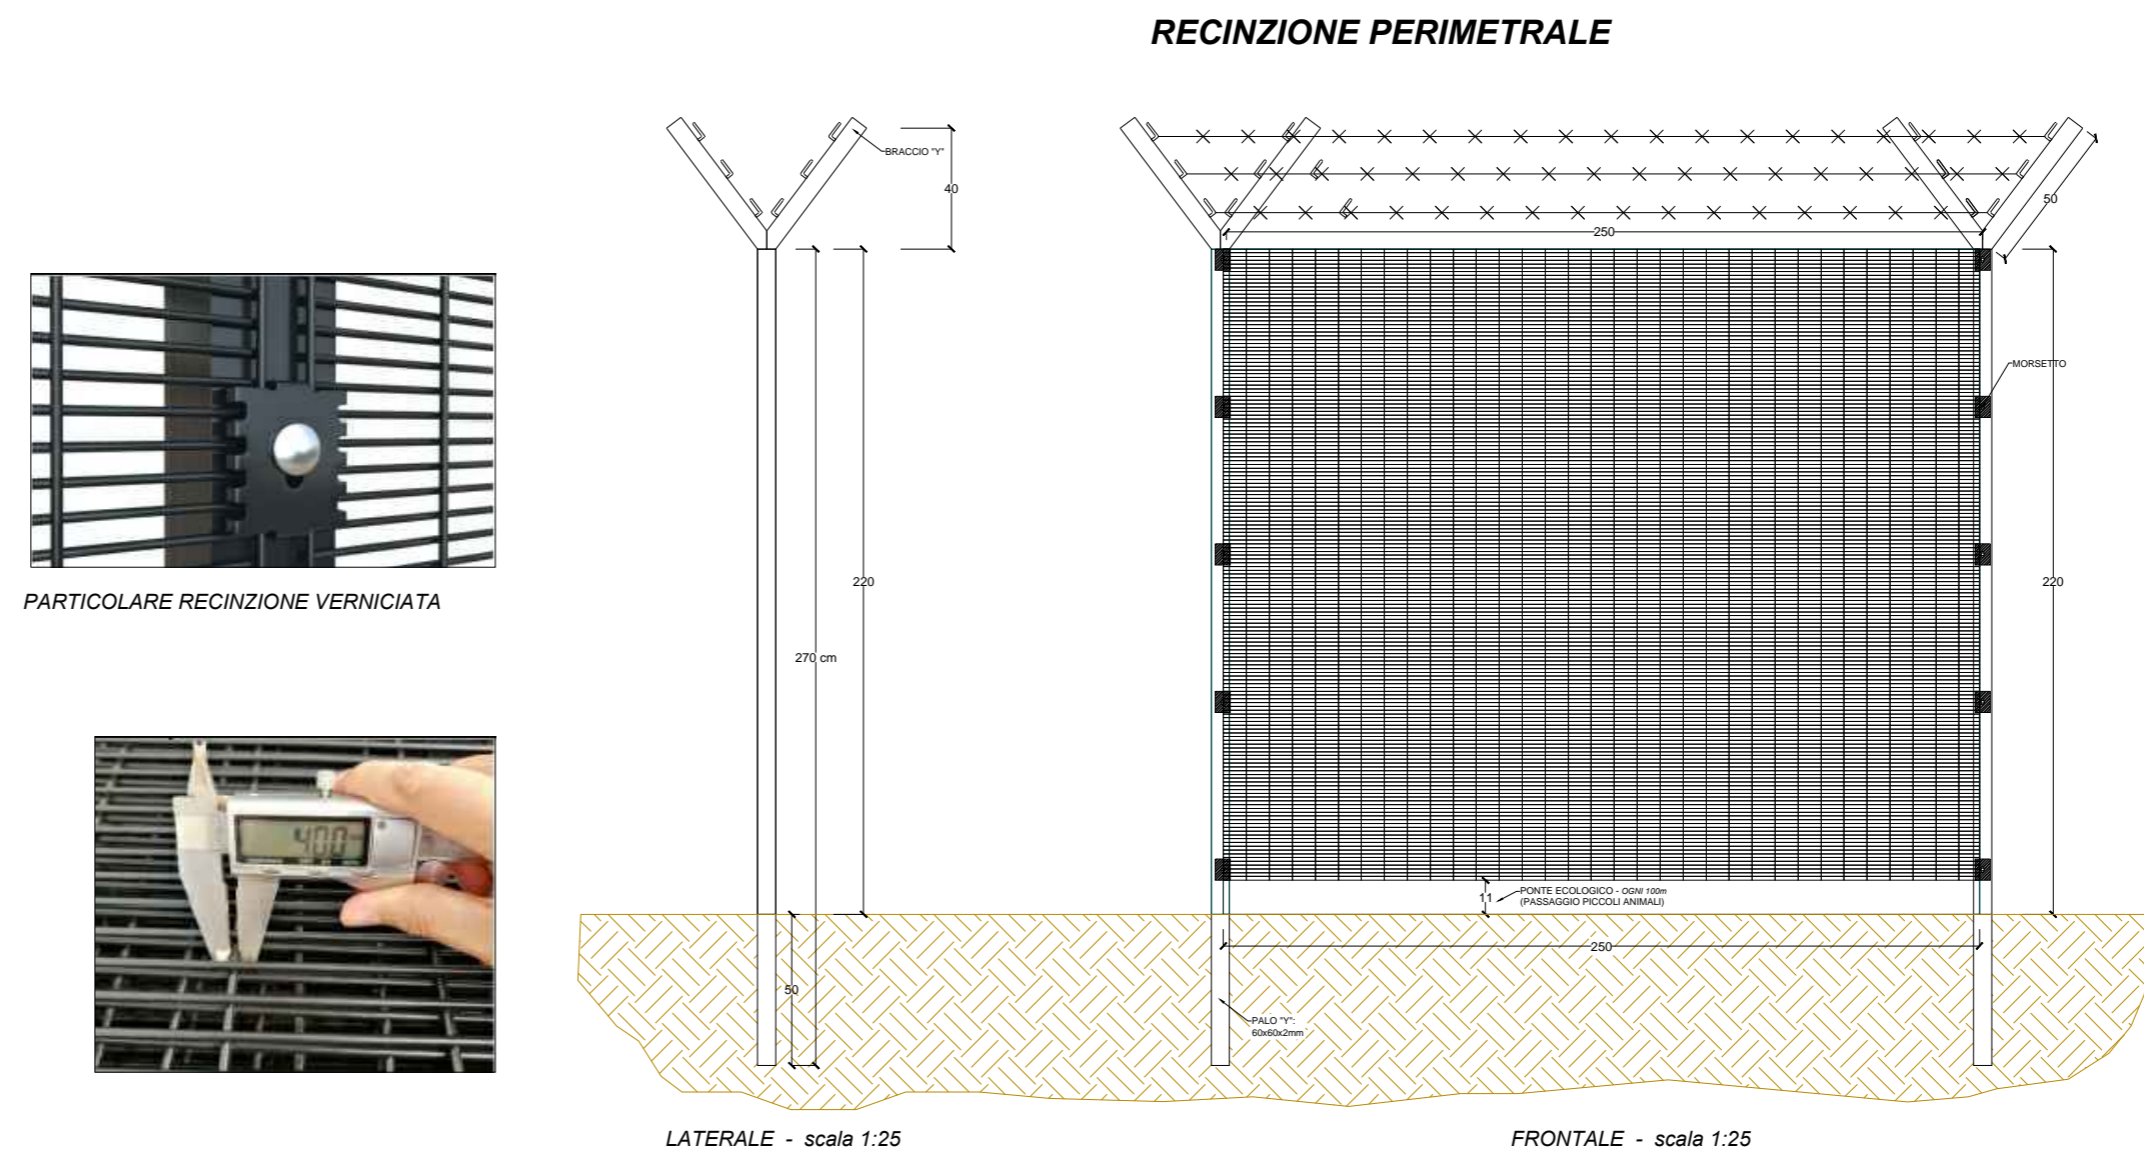 RECINZIONE PERIMETRALE
BRACCIO "Y"
40
50
250
MORSETTO
220
220
270 cm
PARTICOLARE RECINZIONE VERNICIATA
4.00
11
PONTE ECOLOGICO - OGNI 100m
(PASSAGGIO PICCOLI ANIMALI)
250
50
PALO "Y":
60x60x2mm
LATERALE - scala 1:25
FRONTALE - scala 1:25